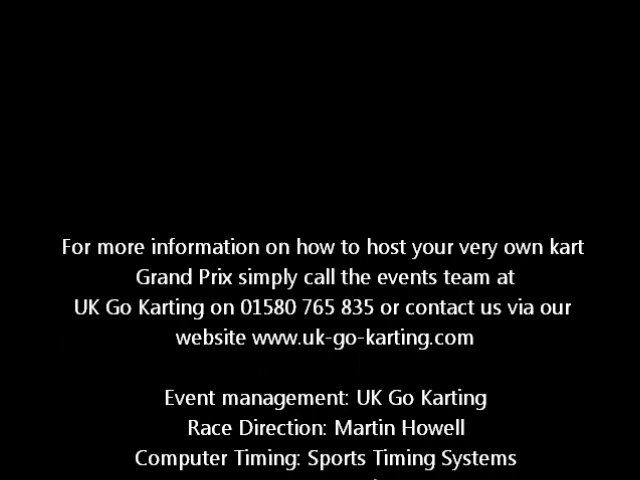 For more information on how to host your very own kart
Grand Prix simply call the events team at
UK Go Karting on 01580 765 835 or contact us via our
website www.uk-go-karting.com
Event management: UK Go Karting
Race Direction: Martin Howell
Computer Timing: Sports Timing Systems